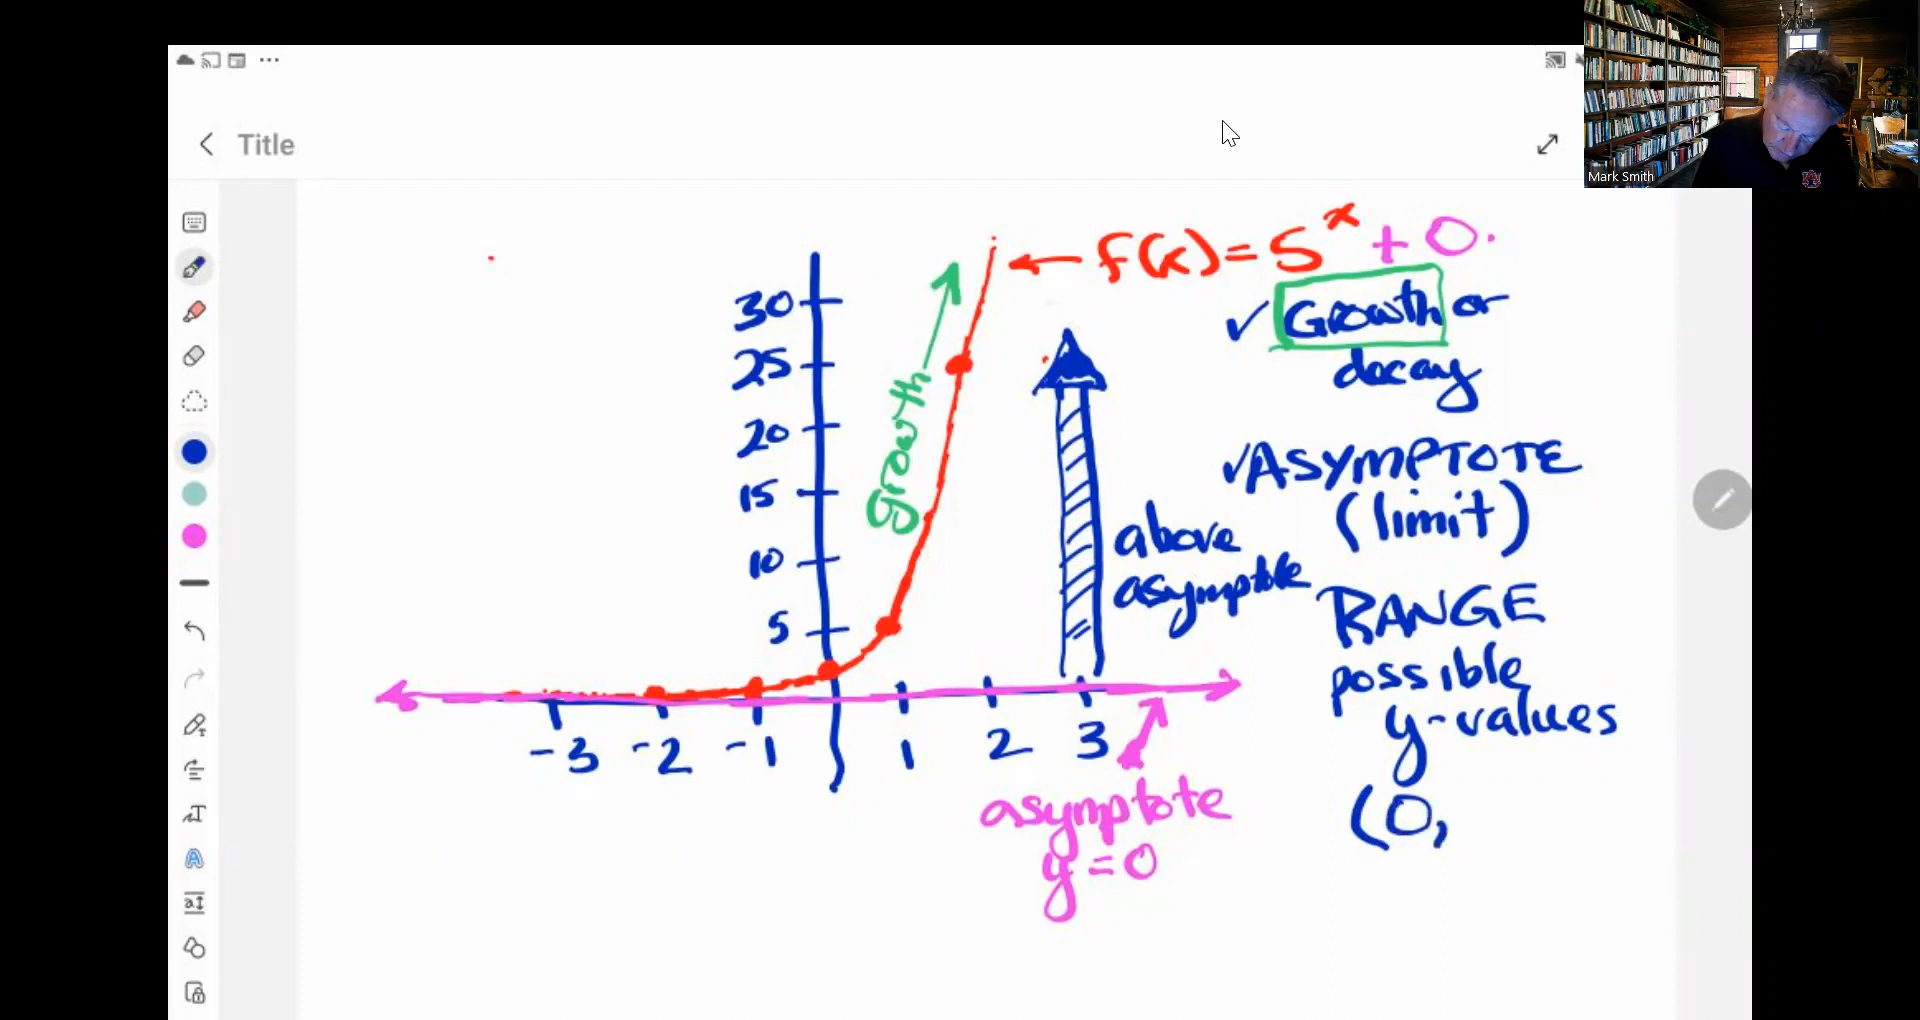 Title
Mark Smith
f(x) = 5^x + 0
✓ Growth or
decay
✓ ASYMPTOTE
(limit)
RANGE
possible
y-values
(0,
30
25
20
15
10
5
growth
above
asymptote
-3 -2 -1 1 2 3
asymptote
y = 0